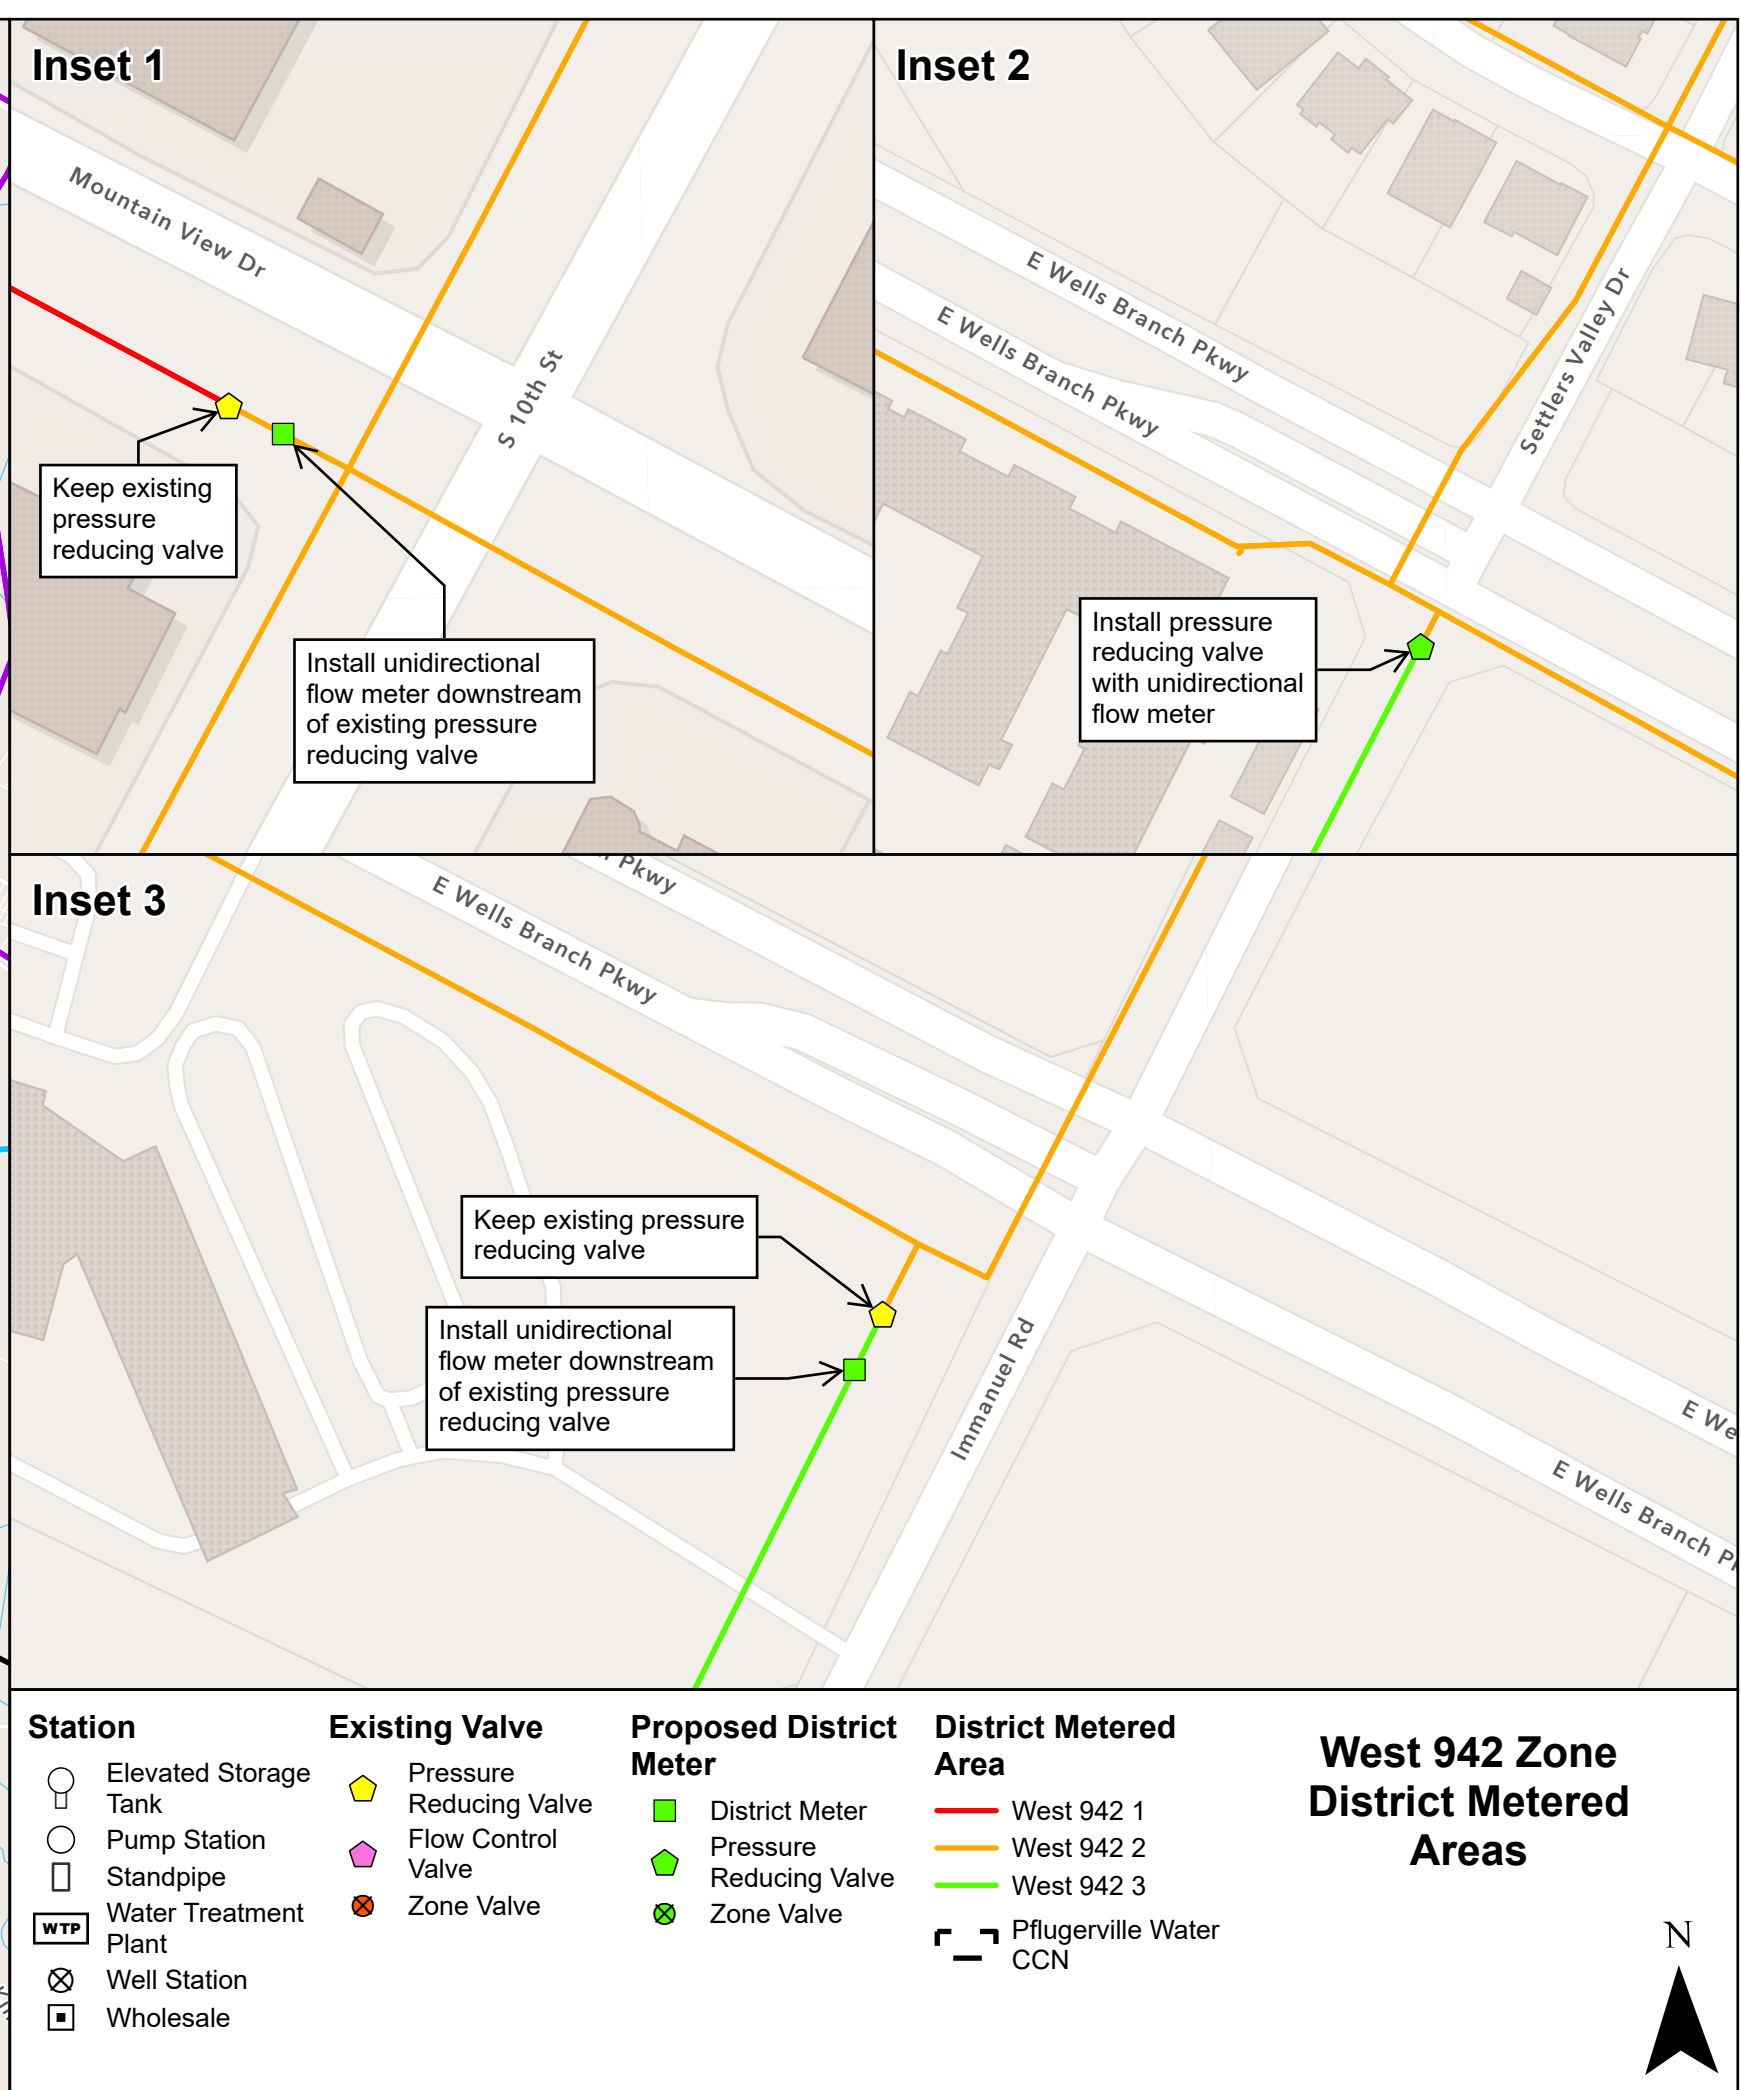 Inset 1
Mountain View Dr
S 10th St
Keep existing
pressure
reducing valve
Install unidirectional
flow meter downstream
of existing pressure
reducing valve
Inset 2
E Wells Branch Pkwy
E Wells Branch Pkwy
Settlers Valley Dr
Install pressure
reducing valve
with unidirectional
flow meter
Inset 3
Pkwy
E Wells Branch Pkwy
Keep existing pressure
reducing valve
Install unidirectional
flow meter downstream
of existing pressure
reducing valve
Immanuel Rd
E We
E Wells Branch P
Station
Elevated Storage
Tank
Pump Station
Standpipe
WTP
Water Treatment
Plant
Well Station
Wholesale
Existing Valve
Pressure
Reducing Valve
Flow Control
Valve
Zone Valve
Proposed District
Meter
District Meter
Pressure
Reducing Valve
Zone Valve
District Metered
Area
West 942 1
West 942 2
West 942 3
Pflugerville Water
CCN
West 942 Zone
District Metered
Areas
N